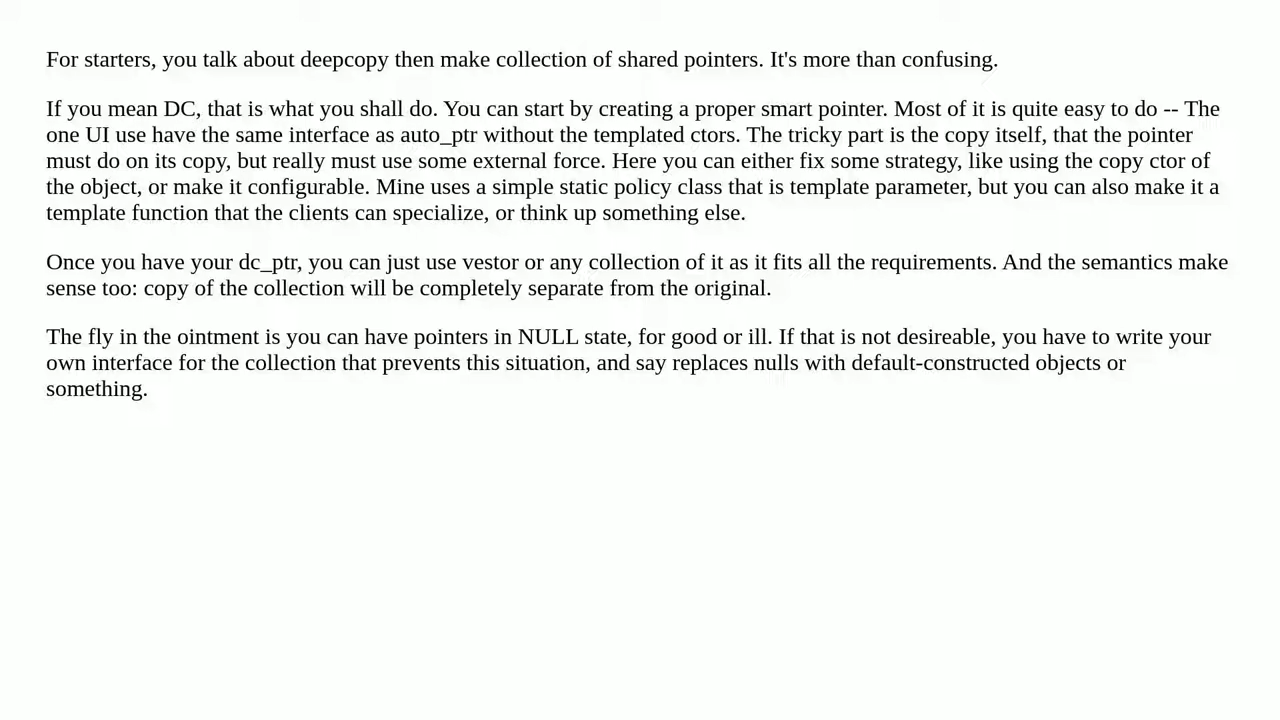 For starters, you talk about deepcopy then make collection of shared pointers. It's more than confusing.
If you mean DC, that is what you shall do. You can start by creating a proper smart pointer. Most of it is quite easy to do -- The
one UI use have the same interface as auto_ptr without the templated ctors. The tricky part is the copy itself, that the pointer
must do on its copy, but really must use some external force. Here you can either fix some strategy, like using the copy ctor of
the object, or make it configurable. Mine uses a simple static policy class that is template parameter, but you can also make it a
template function that the clients can specialize, or think up something else.
Once you have your dc_ptr, you can just use vestor or any collection of it as it fits all the requirements. And the semantics make
sense too: copy of the collection will be completely separate from the original.
The fly in the ointment is you can have pointers in NULL state, for good or ill. If that is not desireable, you have to write your
own interface for the collection that prevents this situation, and say replaces nulls with default-constructed objects or
something.